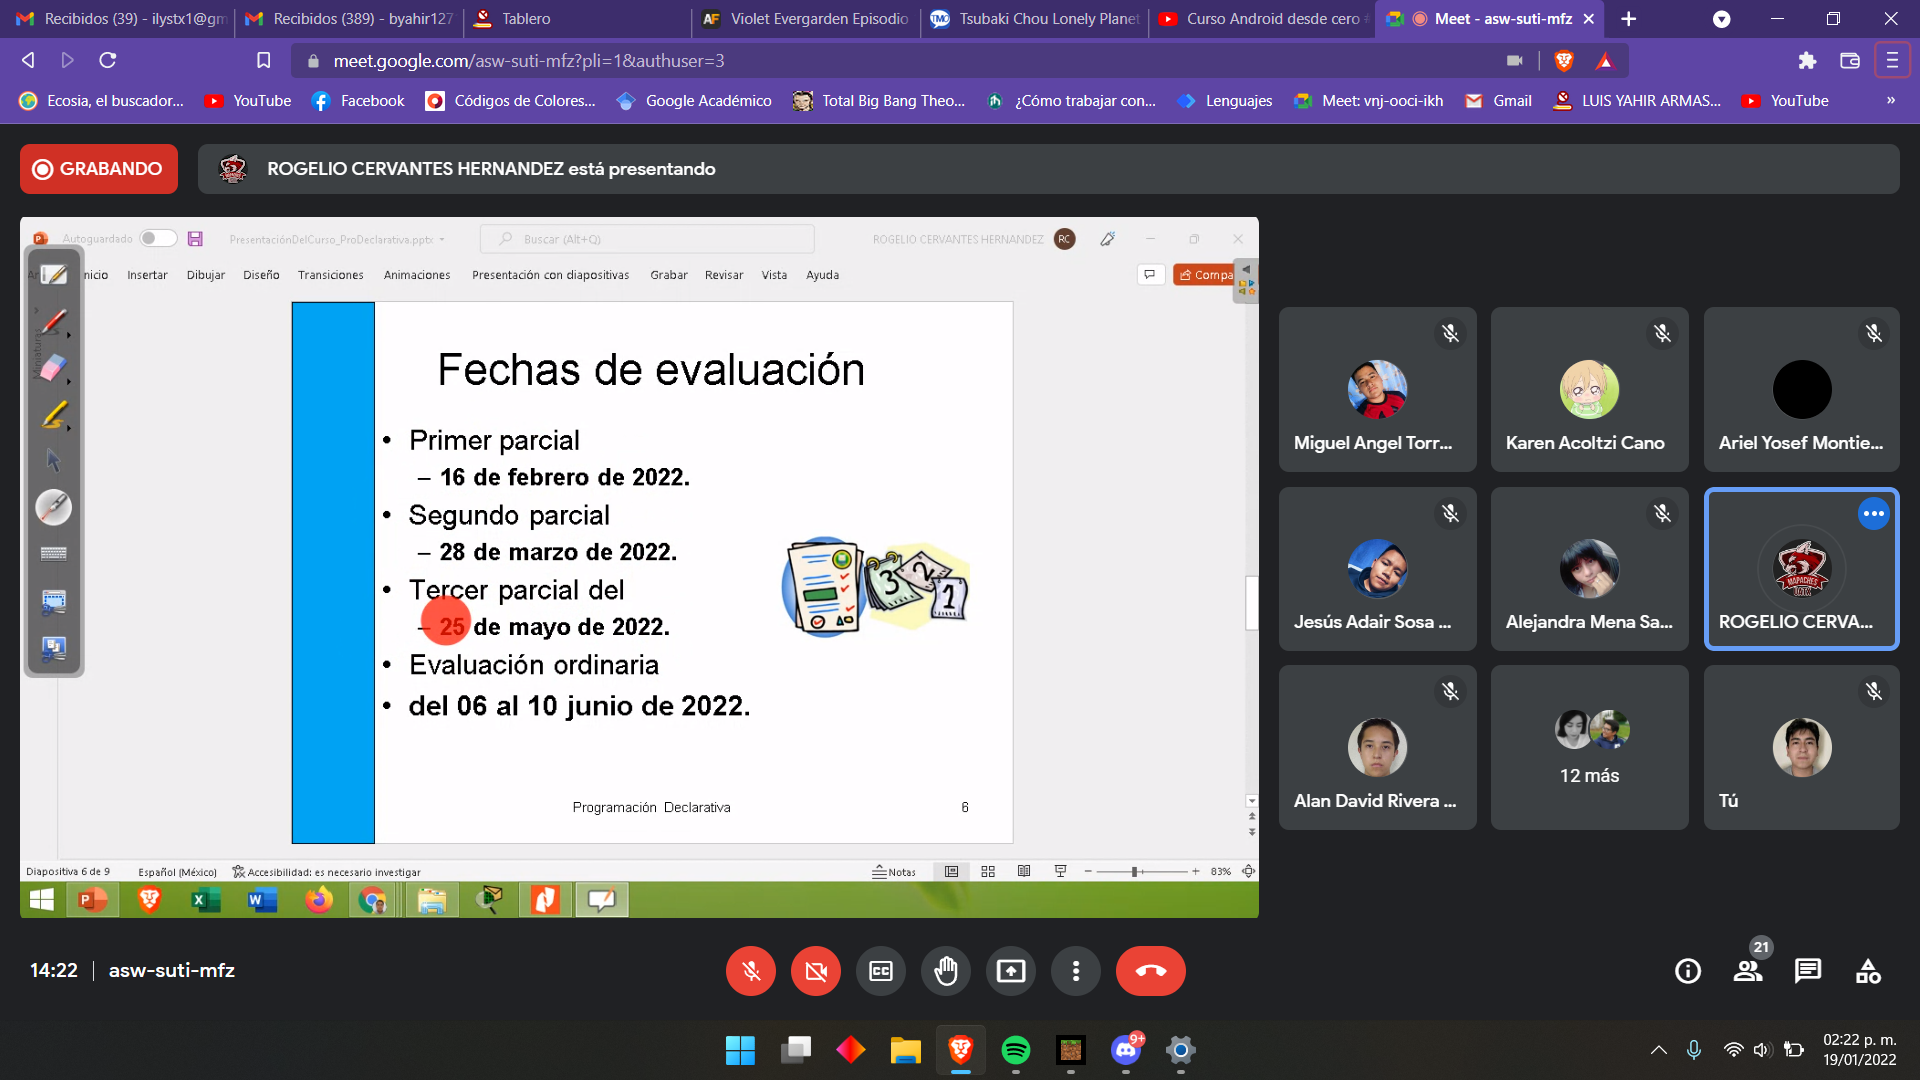 Recibidos (39) - ilystx1@gm
Recibidos (389) - byahir127
Tablero
Violet Evergarden Episodio
Tsubaki Chou Lonely Planet
Curso Android desde cero
Meet - asw-suti-mfz
meet.google.com/asw-suti-mfz?pli=1&authuser=3
Ecosia, el buscador...
YouTube
Facebook
Códigos de Colores...
Google Académico
Total Big Bang Theo...
¿Cómo trabajar con...
Lenguajes
Meet: vnj-ooci-ikh
Gmail
LUIS YAHIR ARMAS...
YouTube
GRABANDO
ROGELIO CERVANTES HERNANDEZ está presentando
Autoguardado
PresentaciónDelCurso_ProDeclarativa.pptx
Buscar (Alt+Q)
ROGELIO CERVANTES HERNANDEZ
RC
nicio Insertar Dibujar Diseño Transiciones Animaciones Presentación con diapositivas Grabar Revisar Vista Ayuda
Compa
Miniaturas
Fechas de evaluación
• Primer parcial
– 16 de febrero de 2022.
• Segundo parcial
– 28 de marzo de 2022.
• Tercer parcial del
– 25 de mayo de 2022.
• Evaluación ordinaria
• del 06 al 10 junio de 2022.
3 2 1
Programación Declarativa
6
Diapositiva 6 de 9
Español (México)
Accesibilidad: es necesario investigar
Notas
83%
Miguel Angel Torr...
Karen Acoltzi Cano
Ariel Yosef Montie...
Jesús Adair Sosa ...
Alejandra Mena Sa...
MAPACHES
UATX
ROGELIO CERVA...
Alan David Rivera ...
12 más
Tú
14:22 | asw-suti-mfz
21
9+
02:22 p. m.
19/01/2022